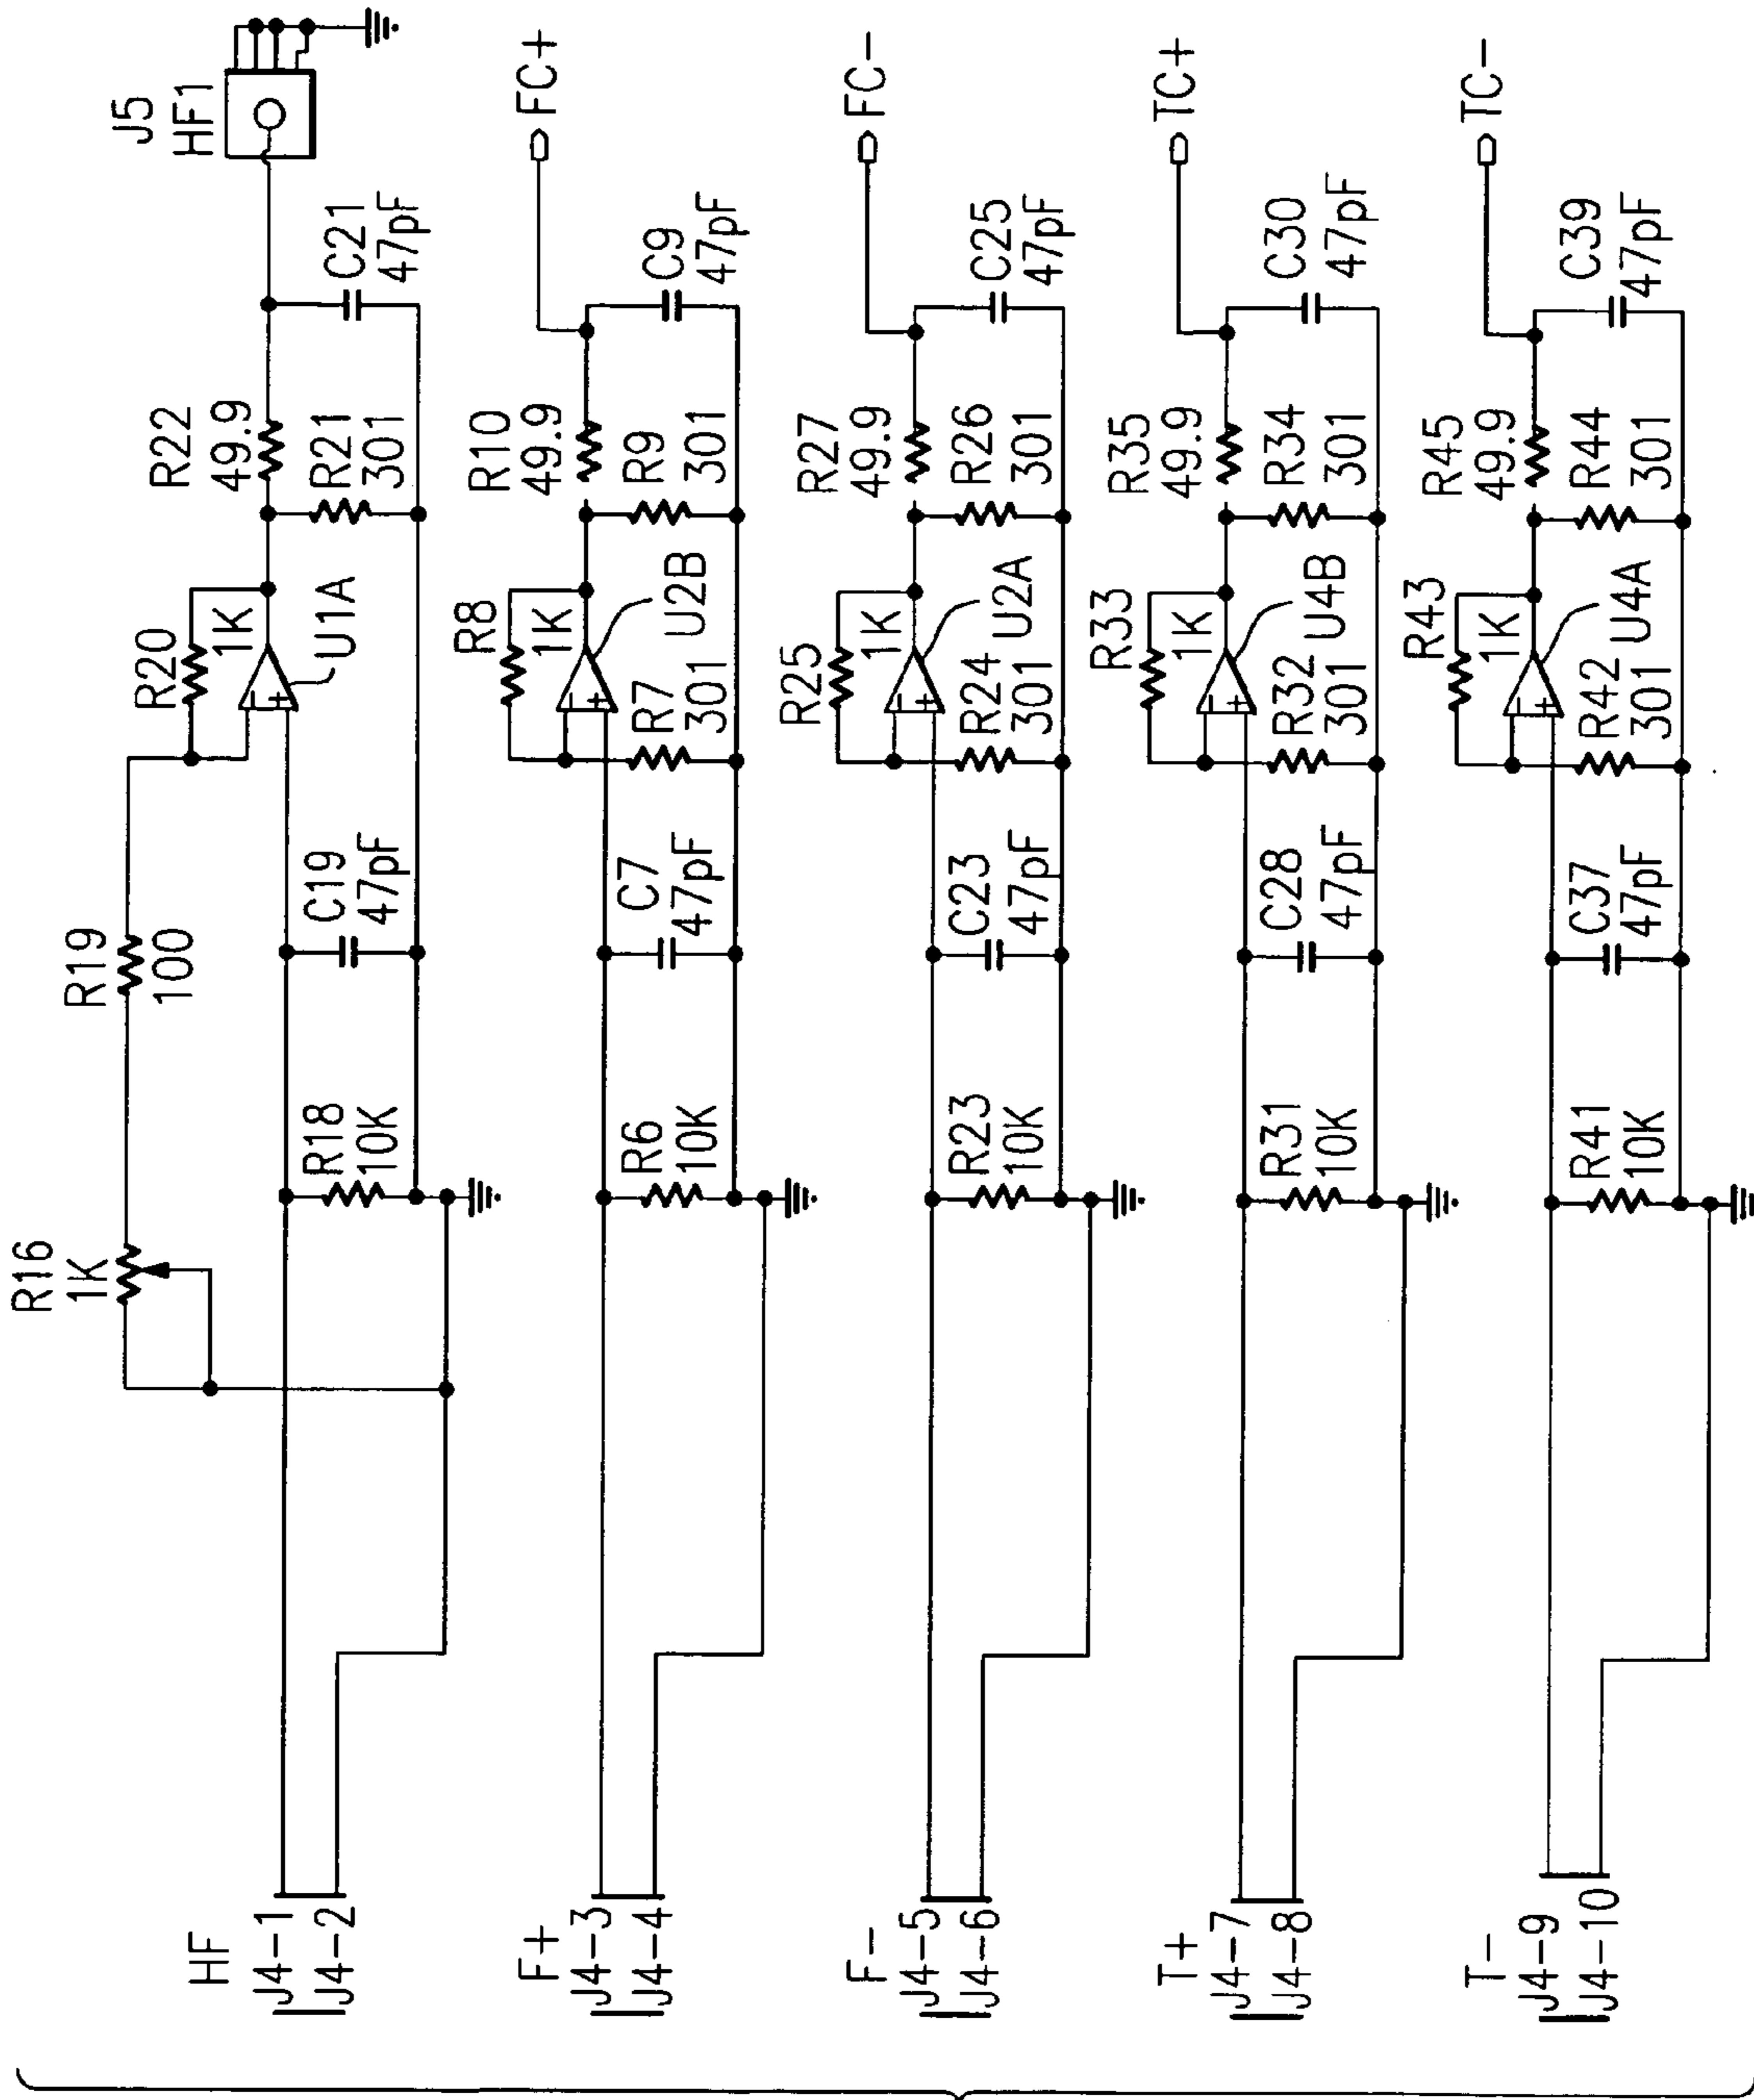 R16
1K
R19
100
R20
1K
U1A
R22
49.9
R21
301
C21
47pF
J5
HF1
HF
J4-1
J4-2
R18
10K
C19
47pF
F+
J4-3
J4-4
R6
10K
C7
47pF
R8
1K
R7
301
U2B
R10
49.9
R9
301
C9
47pF
FC+
F-
J4-5
J4-6
R23
10K
C23
47pF
R25
1K
R24
301
U2A
R27
49.9
R26
301
C25
47pF
FC-
T+
J4-7
J4-8
R31
10K
C28
47pF
R33
1K
R32
301
U4B
R35
49.9
R34
301
C30
47pF
TC+
T-
J4-9
J4-10
R41
10K
C37
47pF
R43
1K
R42
301
U4A
R45
49.9
R44
301
C39
47pF
TC-